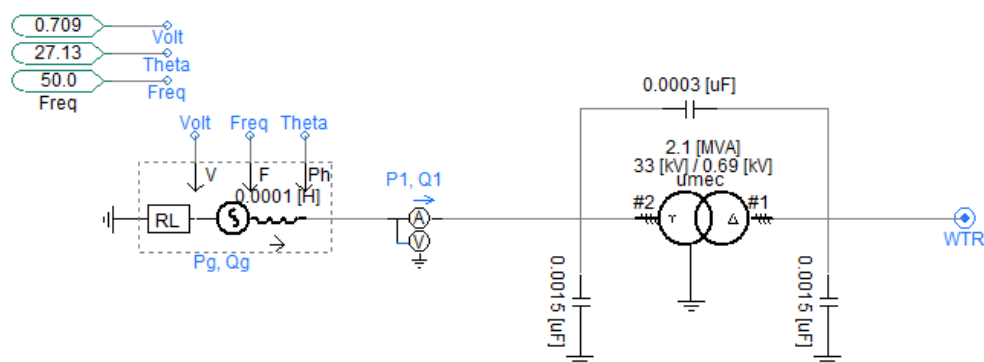 0.709
Volt
27.13
Theta
50.0
Freq
Freq
Volt Freq Theta
V F Ph
0.0001 [H]
RL
Pg, Qg
P1, Q1
A
V
0.0003 [uF]
2.1 [MVA]
33 [kV] / 0.69 [kV]
umec
#2 #1
Y Δ
WTR
0.0015 [uF]
0.0015 [uF]